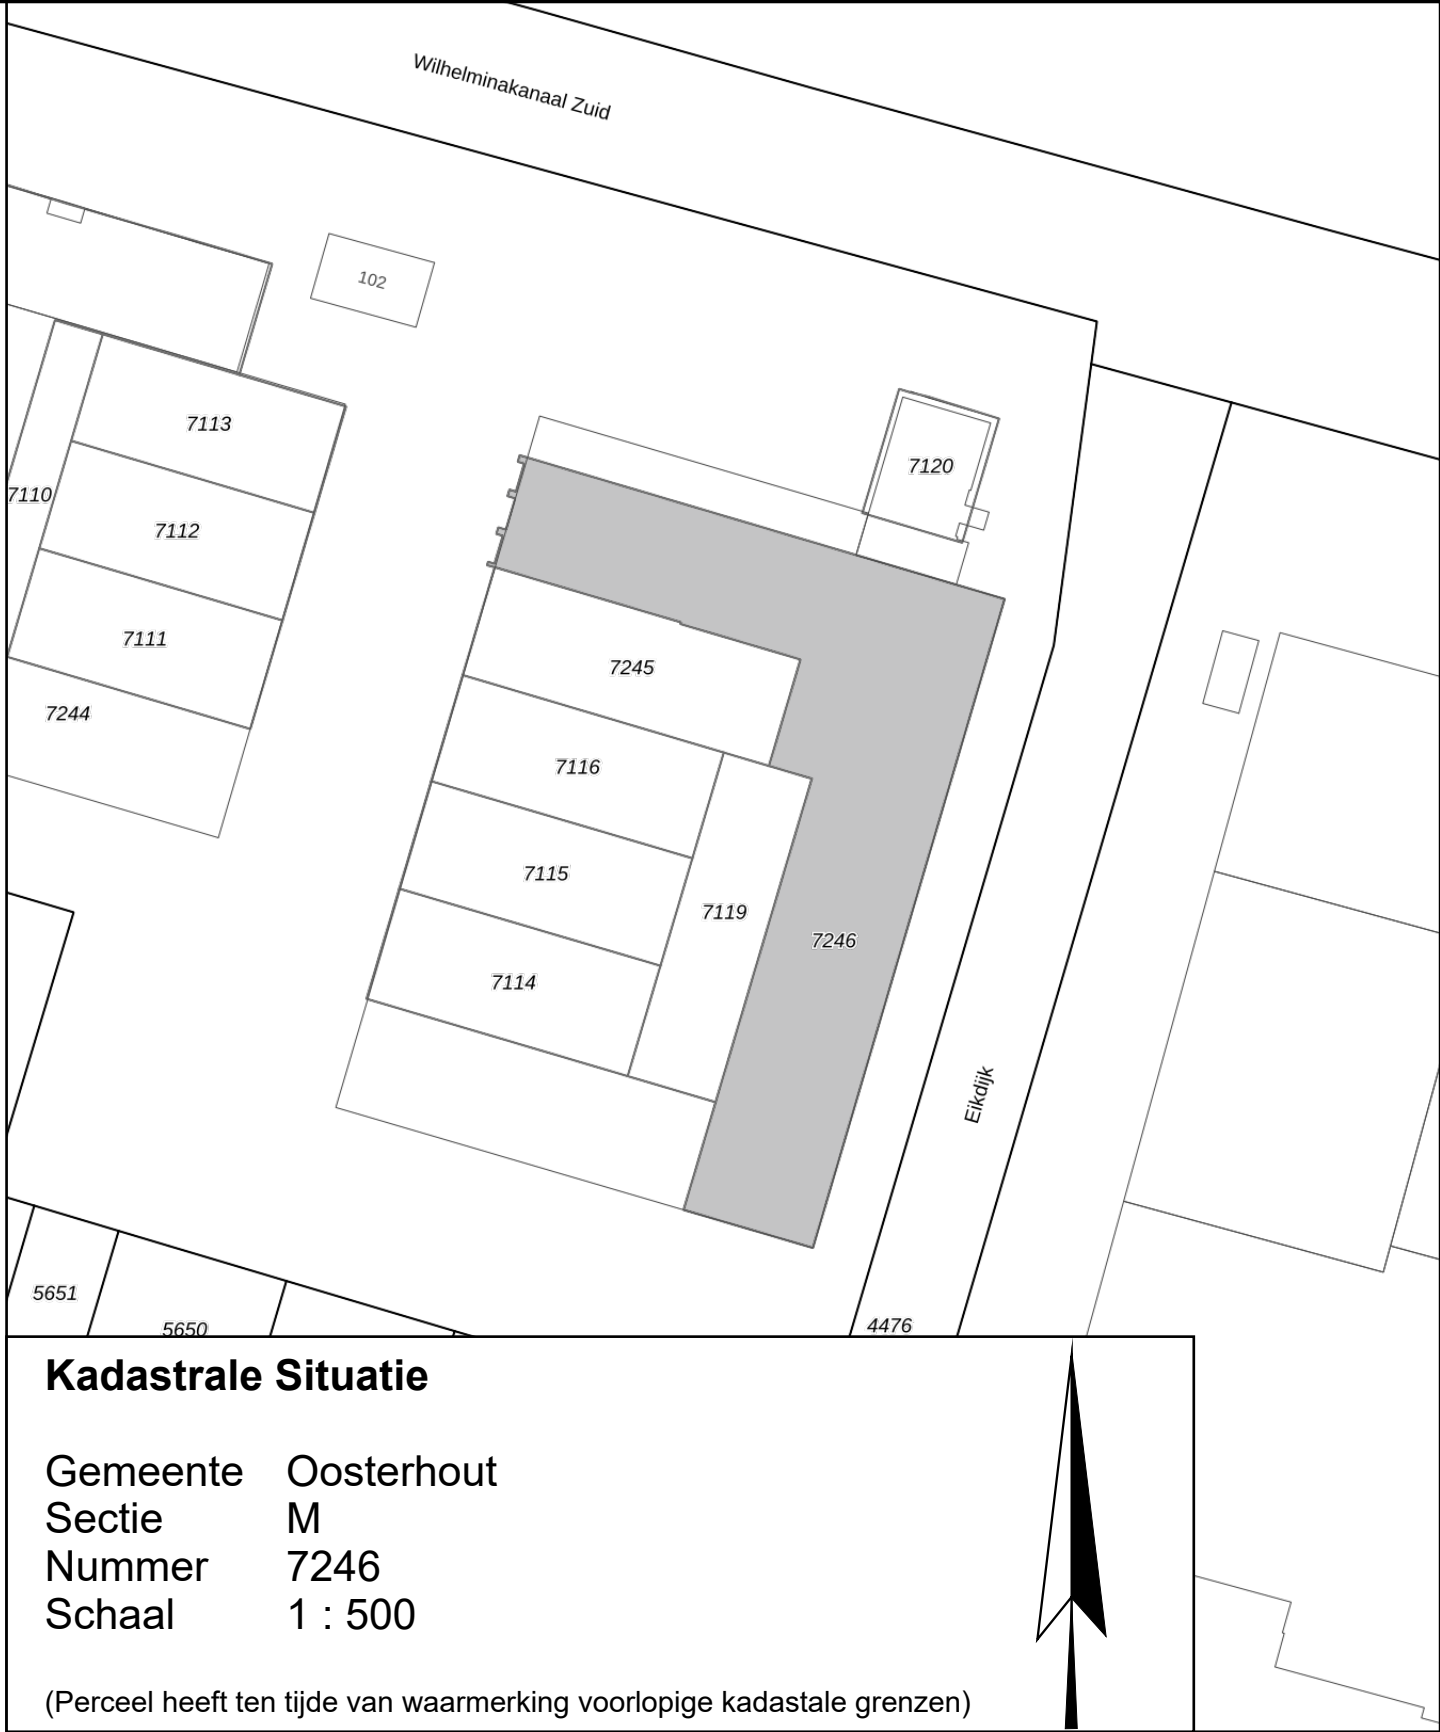 Wilhelminakanaal Zuid
102
7113
7120
7110
7112
7111
7245
7244
7116
7115
7119
7246
7114
Eikdijk
5651
5650
4476
Kadastrale Situatie
Gemeente Oosterhout
Sectie M
Nummer 7246
Schaal 1 : 500
(Perceel heeft ten tijde van waarmerking voorlopige kadastale grenzen)